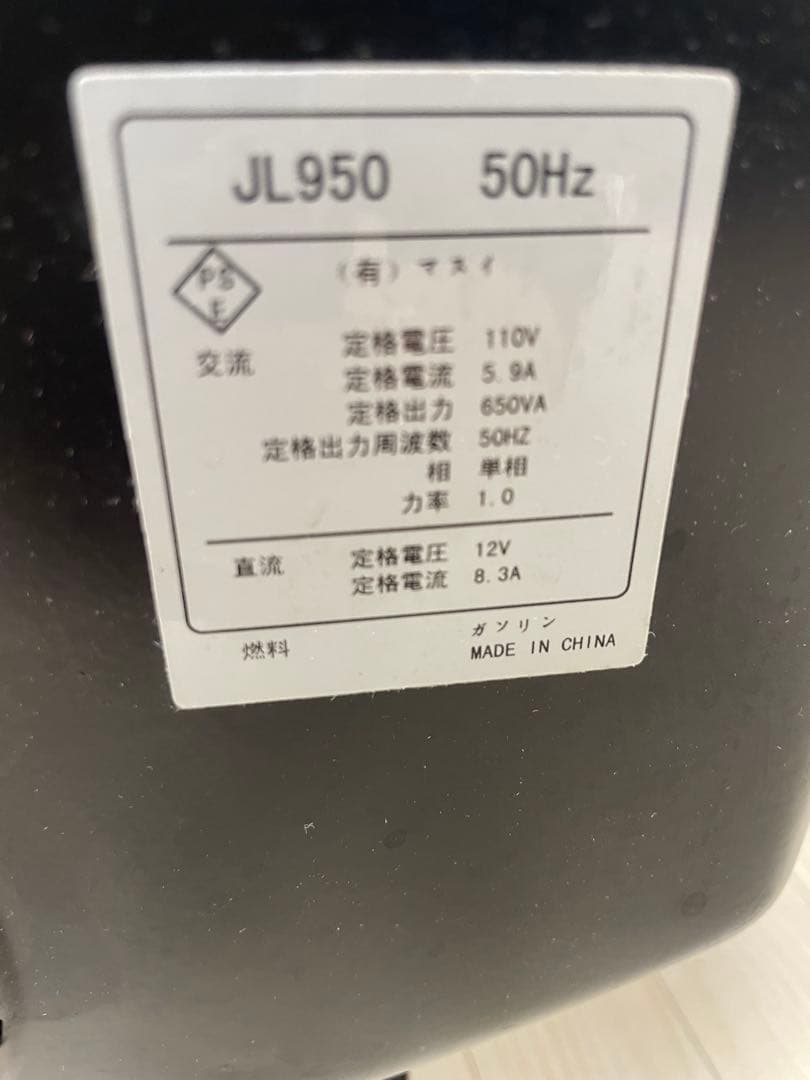 JL950 50Hz
PS
E
(有) マスイ
交流
定格電圧 110V
定格電流 5.9A
定格出力 650VA
定格出力周波数 50HZ
相 単相
力率 1.0
直流
定格電圧 12V
定格電流 8.3A
燃料 ガソリン
MADE IN CHINA